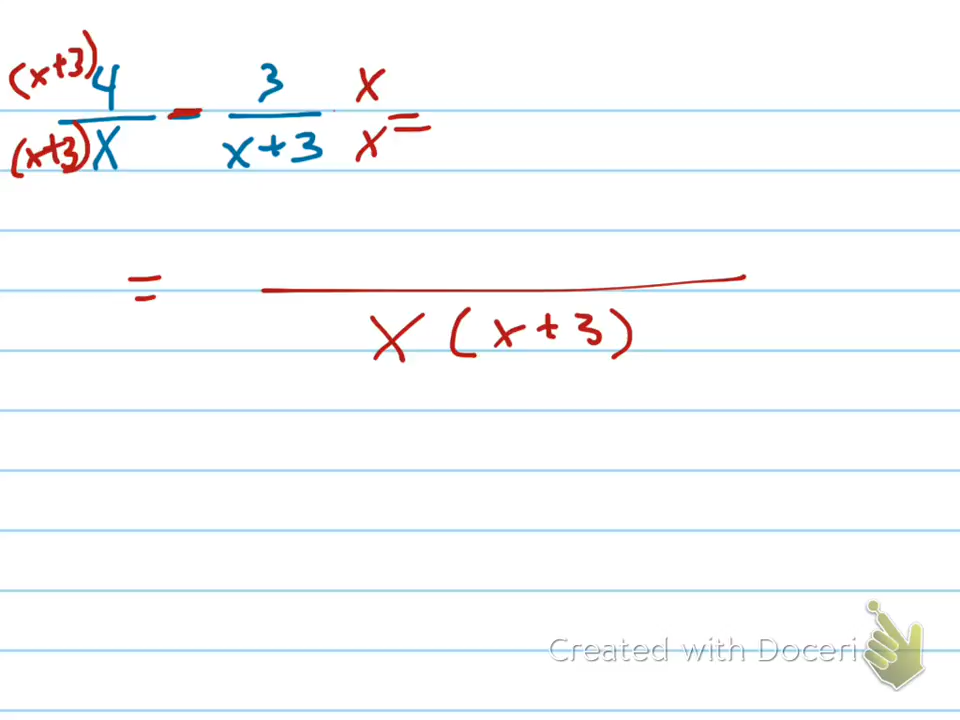 (x+3) 4 3 x
(x+3) X - x+3 x =
=
X (x+3)
Created with Doceri